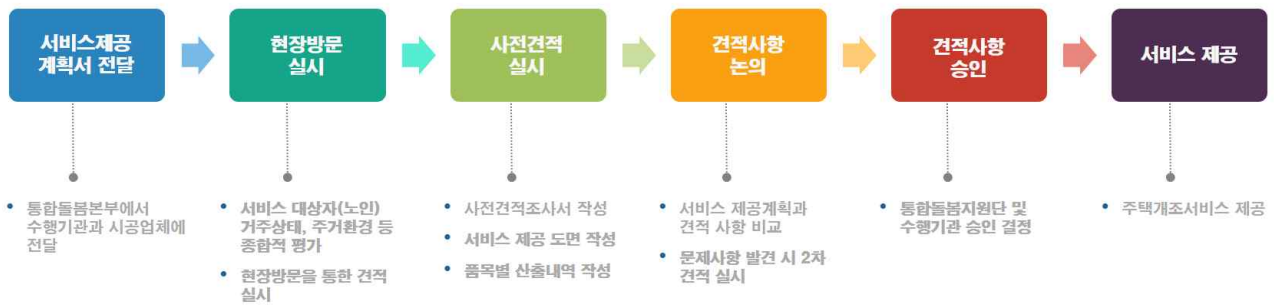 서비스제공
계획서 전달
현장방문
실시
사전견적
실시
견적사항
논의
견적사항
승인
서비스 제공
• 통합돌봄본부에서
수행기관과 시공업체에
전달
• 서비스 대상자(노인)
거주상태, 주거환경 등
종합적 평가
• 현장방문을 통한 견적
실시
• 사전견적조사서 작성
• 서비스 제공 도면 작성
• 품목별 산출내역 작성
• 서비스 제공계획과
견적 사항 비교
• 문제사항 발견 시 2차
견적 실시
• 통합돌봄지원단 및
수행기관 승인 결정
• 주택개조서비스 제공